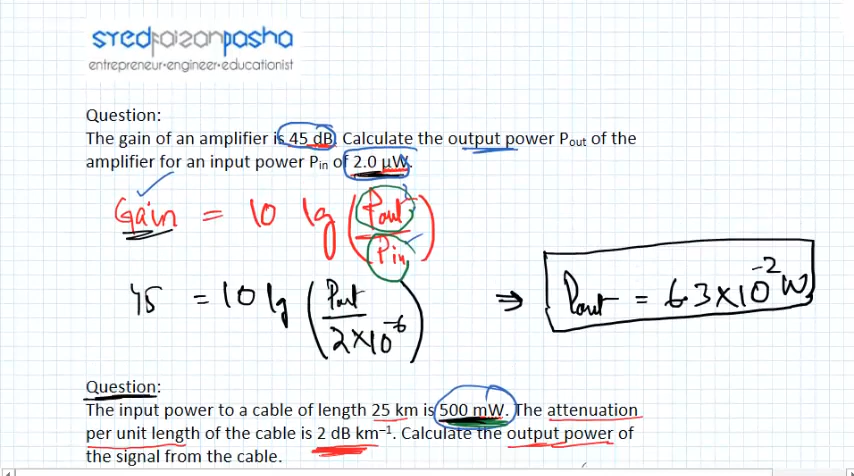 SYEDFAIZANPASHA
entrepreneur•engineer•educationist
Question:
The gain of an amplifier is 45 dB. Calculate the output power Pout of the
amplifier for an input power Pin of 2.0 μW.
Gain = 10 lg (Pout/Pin)
45 = 10 lg (Pout/2×10^-6) ⇒ Pout = 6.3×10^-2 W
Question:
The input power to a cable of length 25 km is 500 mW. The attenuation
per unit length of the cable is 2 dB km⁻¹. Calculate the output power of
the signal from the cable.